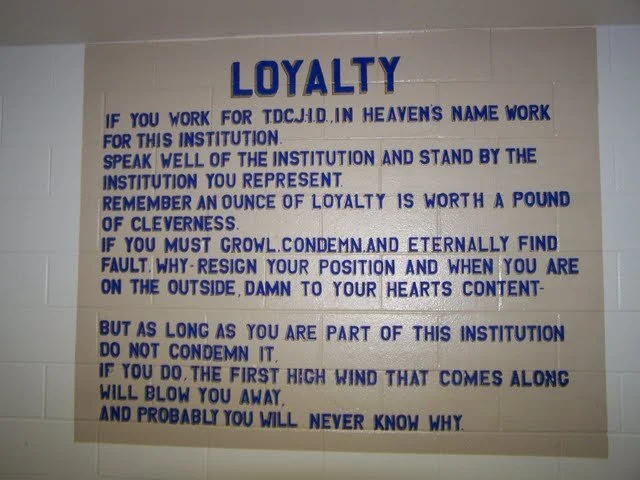 LOYALTY
IF YOU WORK FOR TDCJ-I.D., IN HEAVEN'S NAME WORK
FOR THIS INSTITUTION.
SPEAK WELL OF THE INSTITUTION AND STAND BY THE
INSTITUTION YOU REPRESENT.
REMEMBER AN OUNCE OF LOYALTY IS WORTH A POUND
OF CLEVERNESS.
IF YOU MUST GROWL, CONDEMN, AND ETERNALLY FIND
FAULT, WHY-RESIGN YOUR POSITION AND WHEN YOU ARE
ON THE OUTSIDE, DAMN TO YOUR HEARTS CONTENT-
BUT AS LONG AS YOU ARE PART OF THIS INSTITUTION
DO NOT CONDEMN IT,
IF YOU DO, THE FIRST HIGH WIND THAT COMES ALONG
WILL BLOW YOU AWAY,
AND PROBABLY YOU WILL NEVER KNOW WHY.